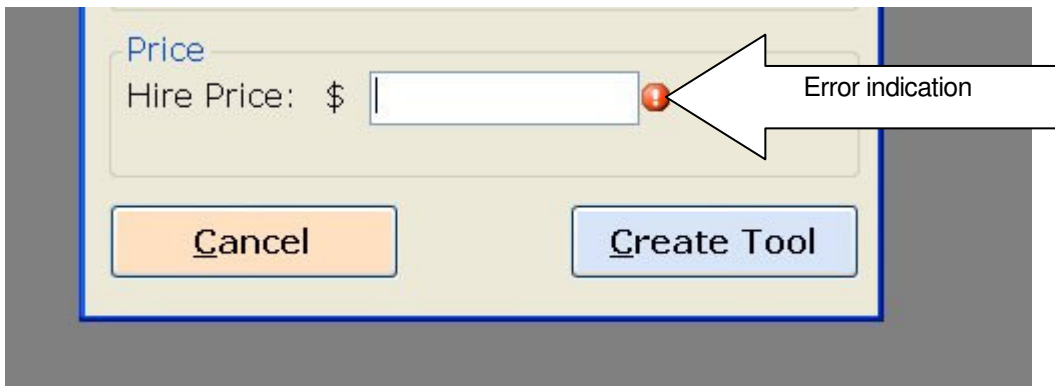 Price
Hire Price: $
Error indication
Cancel
Create Tool